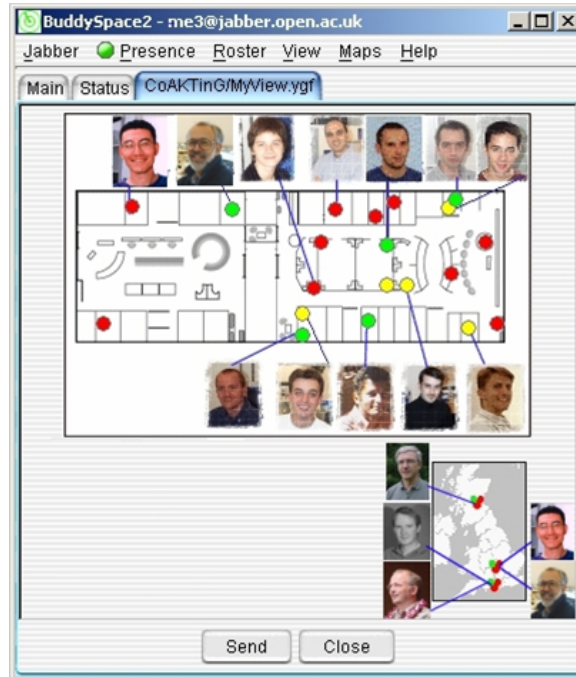 BuddySpace2 - me3@jabber.open.ac.uk
Jabber Presence Roster View Maps Help
Main Status CoAKTinG/MyView.ygf
Send Close